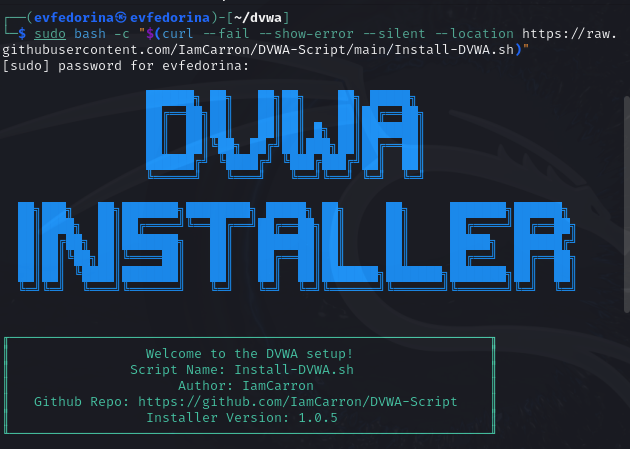 ┌──(evfedorina㉿evfedorina)-[~/dvwa]
└─$ sudo bash -c "$(curl --fail --show-error --silent --location https://raw.
githubusercontent.com/IamCarron/DVWA-Script/main/Install-DVWA.sh)"
[sudo] password for evfedorina:
DVWA
INSTALLER
Welcome to the DVWA setup!
Script Name: Install-DVWA.sh
Author: IamCarron
Github Repo: https://github.com/IamCarron/DVWA-Script
Installer Version: 1.0.5